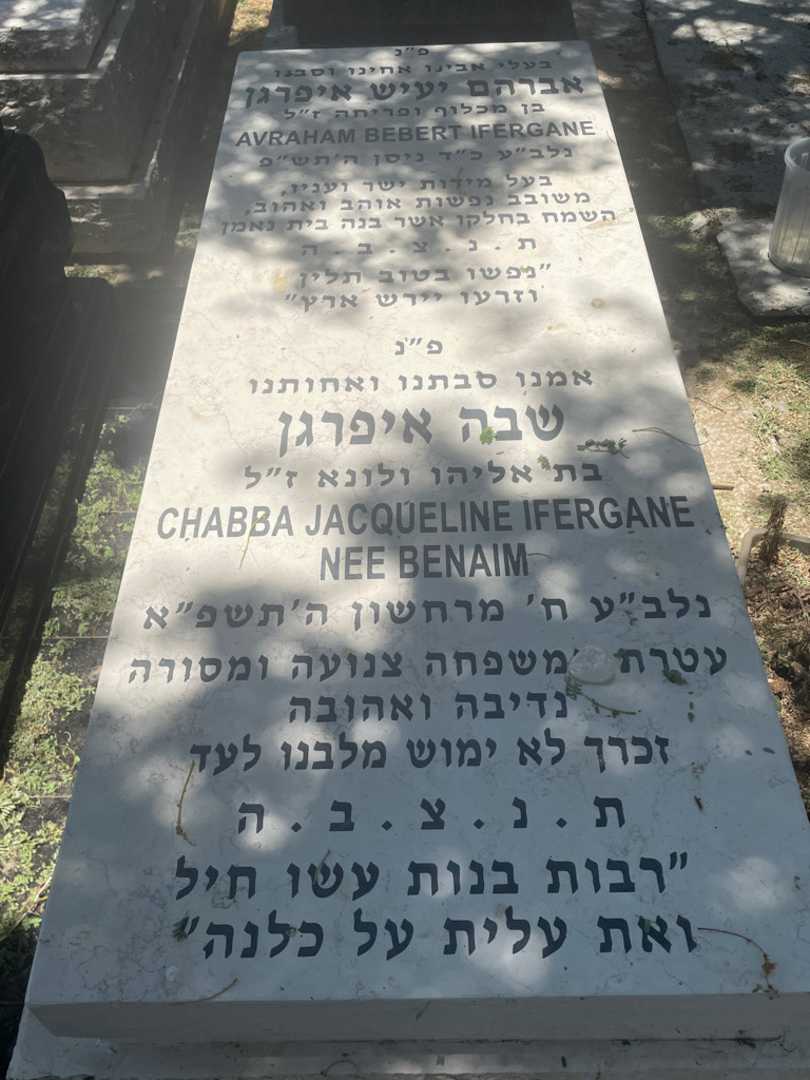 פ״נ
בעלי אבינו אחינו וסבנו
אברהם יעיש איפרגן
בן מכלוף ופריחה ז״ל
AVRAHAM BEBERT IFERGANE
נלב״ע כ״ד ניסן ה׳תש״פ
בעל מידות ישר ועניו,
משובב נפשות אוהב ואהוב,
השמח בחלקו אשר בנה בית נאמן
ת . נ . צ . ב . ה
״נפשו בטוב תלין
וזרעו יירש ארץ״
פ״נ
אמנו סבתנו ואחותנו
שבה איפרגן
בת אליהו ולונא ז״ל
CHABBA JACQUELINE IFERGANE
NEE BENAIM
נלב״ע ח׳ מרחשון ה׳תשפ״א
עטרת משפחה צנועה ומסורה
נדיבה ואהובה
זכרך לא ימוש מלבנו לעד
ת . נ . צ . ב . ה
״רבות בנות עשו חיל
ואת עלית על כלנה״